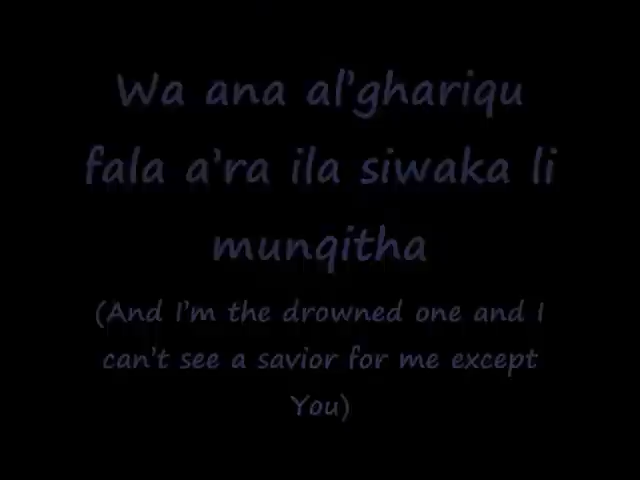 Wa ana al'ghariqu
fala a'ra ila siwaka li
munqitha
(And I'm the drowned one and I
can't see a savior for me except
You)